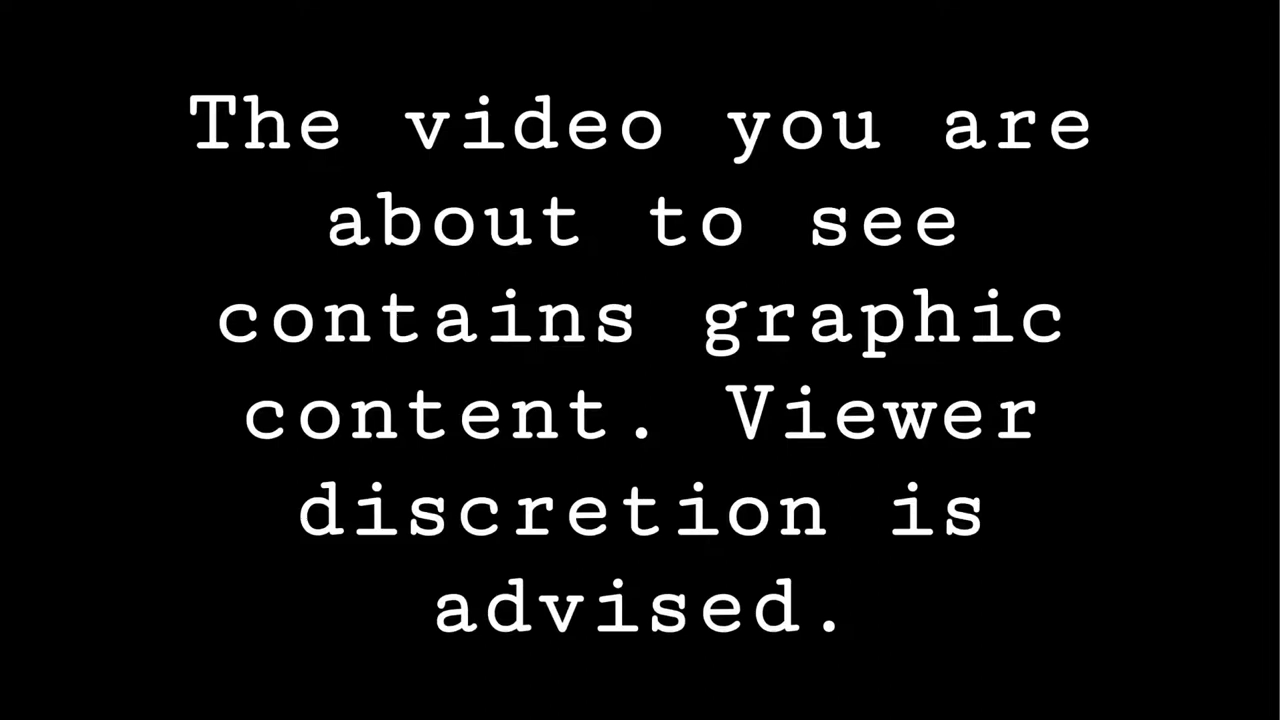 The video you are
about to see
contains graphic
content. Viewer
discretion is
advised.